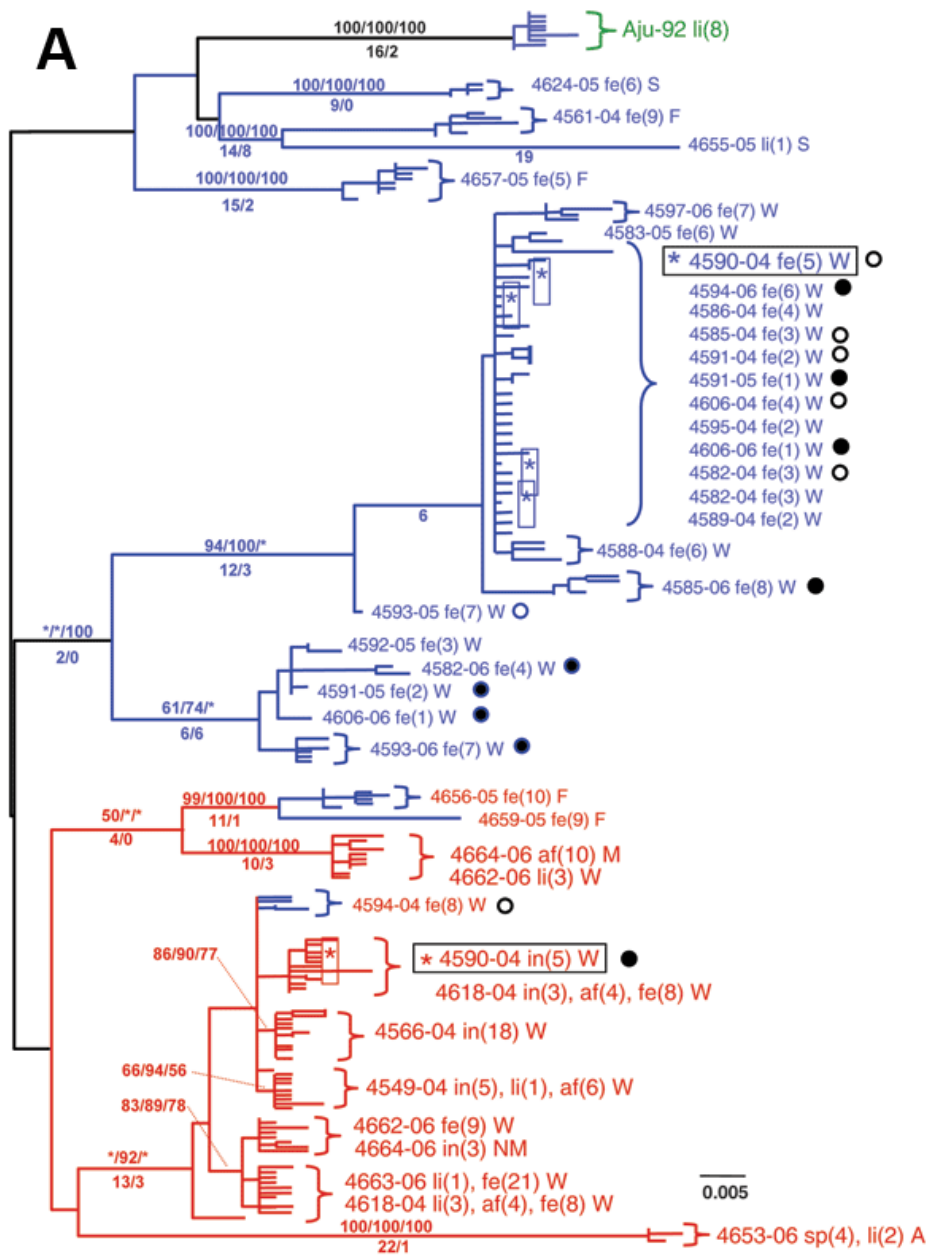 A
100/100/100
16/2
Aju-92 li(8)
100/100/100
9/0
4624-05 fe(6) S
4561-04 fe(9) F
100/100/100
14/8
19
4655-05 li(1) S
100/100/100
15/2
4657-05 fe(5) F
4597-06 fe(7) W
4583-05 fe(6) W
* 4590-04 fe(5) W
*
*
4594-06 fe(6) W
4586-04 fe(4) W
4585-04 fe(3) W
4591-04 fe(2) W
4591-05 fe(1) W
4606-04 fe(4) W
4595-04 fe(2) W
4606-06 fe(1) W
*
4582-04 fe(3) W
*
4582-04 fe(3) W
4589-04 fe(2) W
6
94/100/*
12/3
4588-04 fe(6) W
4585-06 fe(8) W
4593-05 fe(7) W
*/*/100
2/0
4592-05 fe(3) W
4582-06 fe(4) W
4591-05 fe(2) W
61/74/*
6/6
4606-06 fe(1) W
4593-06 fe(7) W
99/100/100
11/1
4656-05 fe(10) F
4659-05 fe(9) F
50/*/*
4/0
100/100/100
10/3
4664-06 af(10) M
4662-06 li(3) W
4594-04 fe(8) W
86/90/77
*
* 4590-04 in(5) W
4618-04 in(3), af(4), fe(8) W
4566-04 in(18) W
66/94/56
4549-04 in(5), li(1), af(6) W
83/89/78
4662-06 fe(9) W
4664-06 in(3) NM
*/92/*
13/3
4663-06 li(1), fe(21) W
4618-04 li(3), af(4), fe(8) W
0.005
100/100/100
22/1
4653-06 sp(4), li(2) A